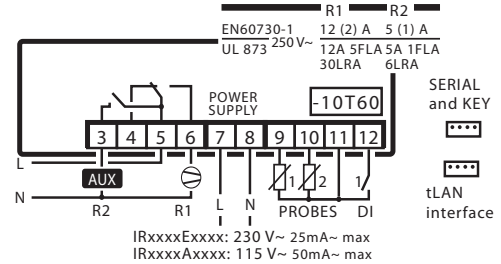 R1 R2
EN60730-1 250 V~ 12 (2) A 5 (1) A
UL 873 12A 5FLA 5A 1FLA
30LRA 6LRA
POWER
SUPPLY
-10T60
SERIAL
and KEY
3 4 5 6 7 8 9 10 11 12
L
AUX
1 2 1
N
R2 R1 L N PROBES DI
tLAN
interface
IRxxxxExxxx: 230 V~ 25mA~ max
IRxxxxAxxxx: 115 V~ 50mA~ max